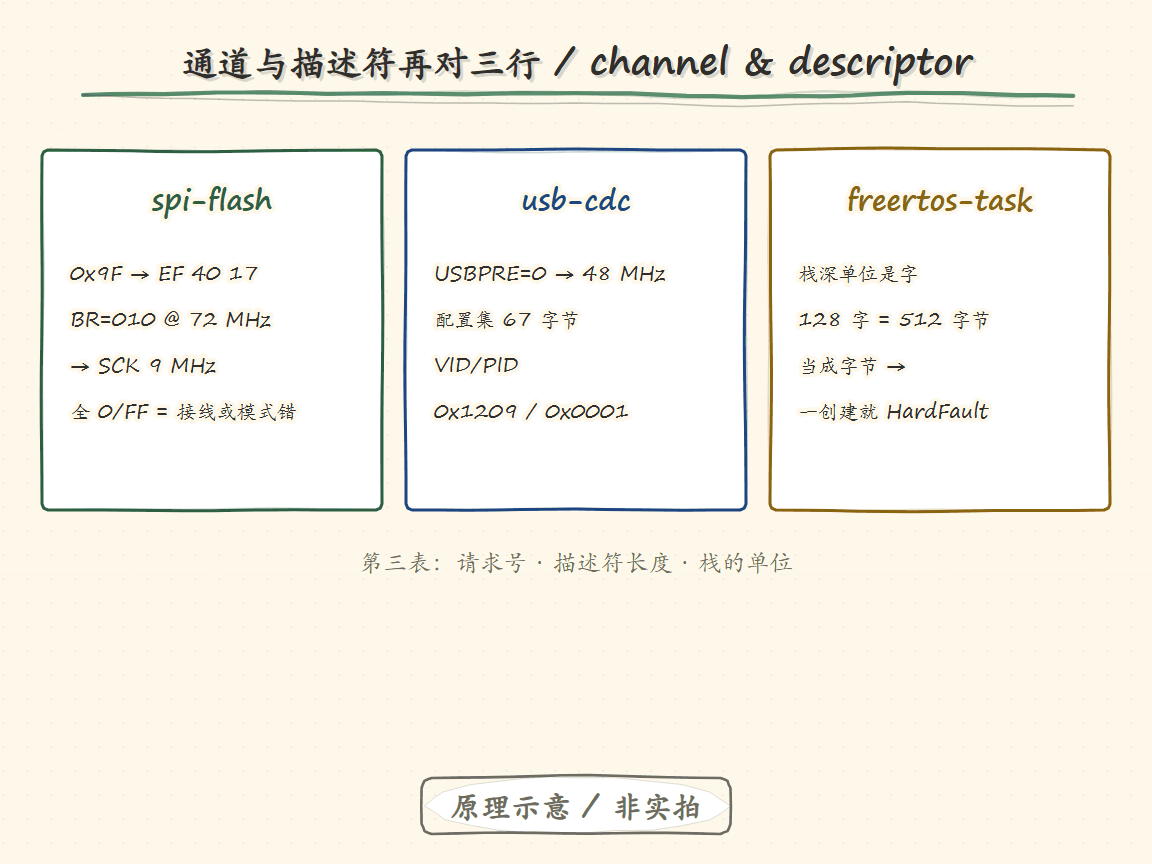 通道与描述符再对三行 / channel & descriptor
spi-flash
0x9F → EF 40 17
BR=010 @ 72 MHz
→ SCK 9 MHz
全 0/FF = 接线或模式错
usb-cdc
USBPRE=0 → 48 MHz
配置集 67 字节
VID/PID
0x1209 / 0x0001
freertos-task
栈深单位是字
128 字 = 512 字节
当成字节 →
一创建就 HardFault
第三表：请求号 · 描述符长度 · 栈的单位
原理示意 / 非实拍